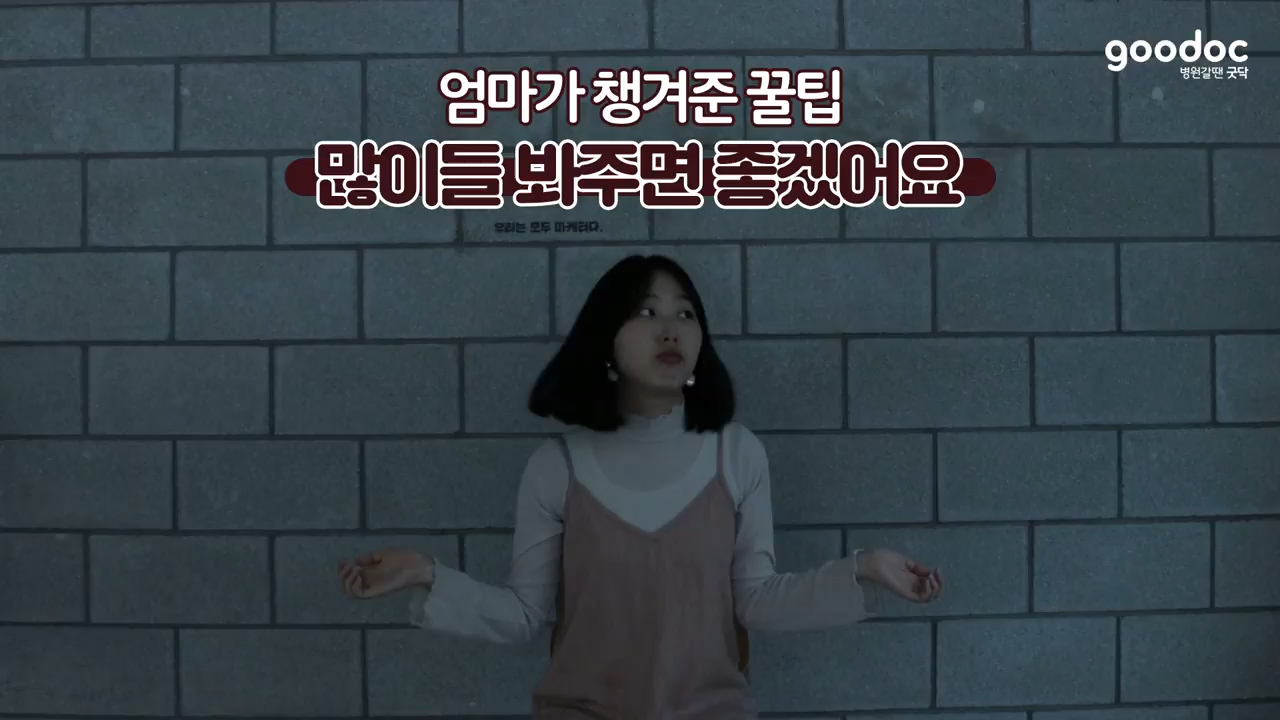 goodoc
병원갈땐 굿닥
엄마가 챙겨준 꿀팁
많이들 봐주면 좋겠어요
우리는 모두 마케터다.